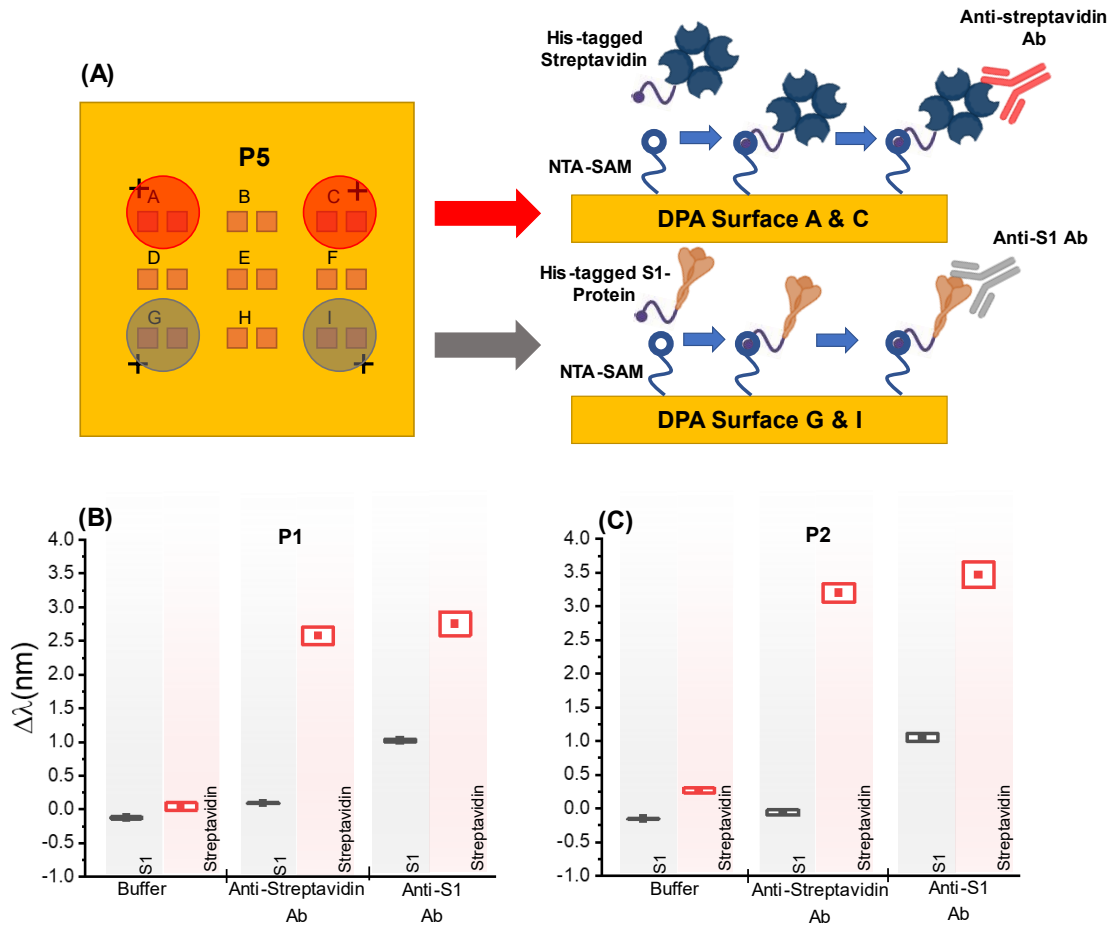 (A)
P5
A
B
C
D
E
F
G
H
I
His-tagged
Streptavidin
Anti-streptavidin
Ab
NTA-SAM
DPA Surface A & C
His-tagged S1-
Protein
Anti-S1 Ab
NTA-SAM
DPA Surface G & I
(B)
P1
Δλ(nm)
4.0
3.5
3.0
2.5
2.0
1.5
1.0
0.5
0.0
-0.5
-1.0
S1
Streptavidin
S1
Streptavidin
S1
Streptavidin
Buffer
Anti-Streptavidin
Ab
Anti-S1
Ab
(C)
P2
4.0
3.5
3.0
2.5
2.0
1.5
1.0
0.5
0.0
-0.5
-1.0
S1
Streptavidin
S1
Streptavidin
S1
Streptavidin
Buffer
Anti-Streptavidin
Ab
Anti-S1
Ab